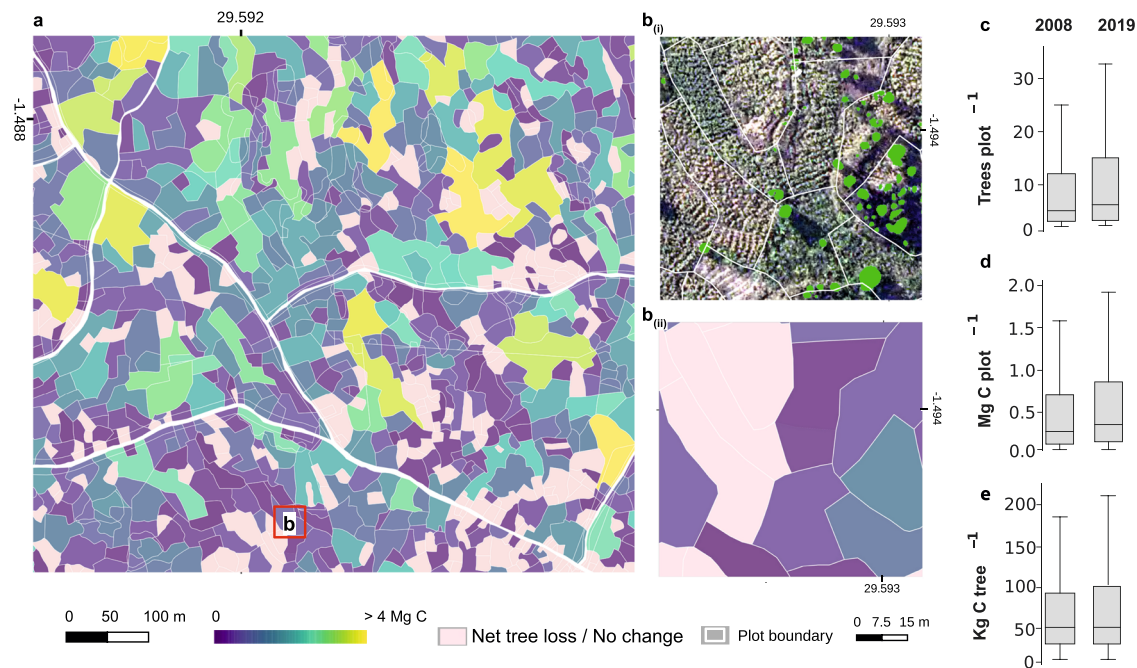 a
29.592
-1.488
b
b
(i)
29.593
-1.494
b
(ii)
-1.494
29.593
c
2008
2019
Trees plot −1
30
20
10
0
d
Mg C plot −1
2.0
1.5
1.0
0.5
0.0
e
Kg C tree −1
200
150
100
50
0
0 50 100 m
0 > 4 Mg C
Net tree loss / No change
Plot boundary
0 7.5 15 m